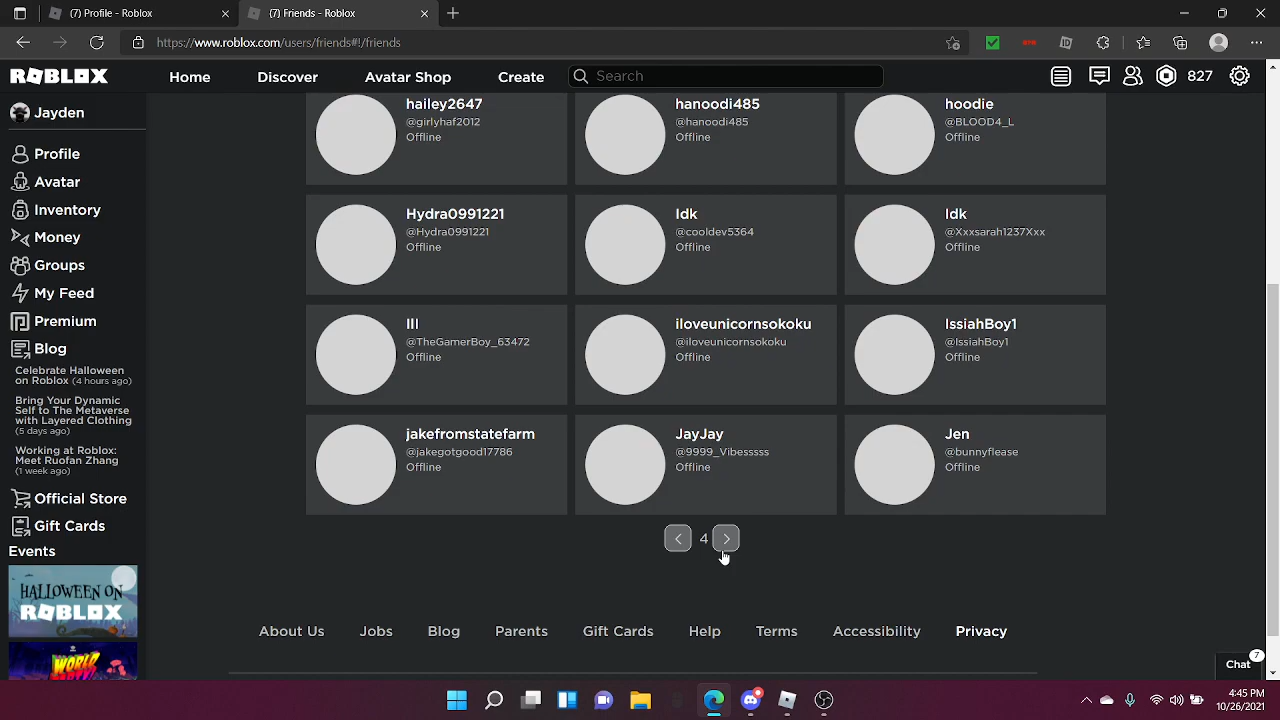 (7) Profile - Roblox
(7) Friends - Roblox
https://www.roblox.com/users/friends#!/friends
ROBLOX
Home
Discover
Avatar Shop
Create
Search
827
Jayden
Profile
Avatar
Inventory
Money
Groups
My Feed
Premium
Blog
Celebrate Halloween
on Roblox (4 hours ago)
Bring Your Dynamic
Self to The Metaverse
with Layered Clothing
(5 days ago)
Working at Roblox:
Meet Ruofan Zhang
(1 week ago)
Official Store
Gift Cards
Events
HALLOWEEN ON
ROBLOX
WORLD
PARTY!
hailey2647
@girlyhaf2012
Offline
hanoodi485
@hanoodi485
Offline
hoodie
@BLOOD4_L
Offline
Hydra0991221
@Hydra0991221
Offline
Idk
@cooldev5364
Offline
Idk
@Xxxsarah1237Xxx
Offline
Ill
@TheGamerBoy_63472
Offline
iloveunicornsokoku
@iloveunicornsokoku
Offline
IssiahBoy1
@IssiahBoy1
Offline
jakefromstatefarm
@jakegotgood17786
Offline
JayJay
@9999_Vibesssss
Offline
Jen
@bunnyflease
Offline
4
About Us
Jobs
Blog
Parents
Gift Cards
Help
Terms
Accessibility
Privacy
Chat
7
4:45 PM
10/26/2021